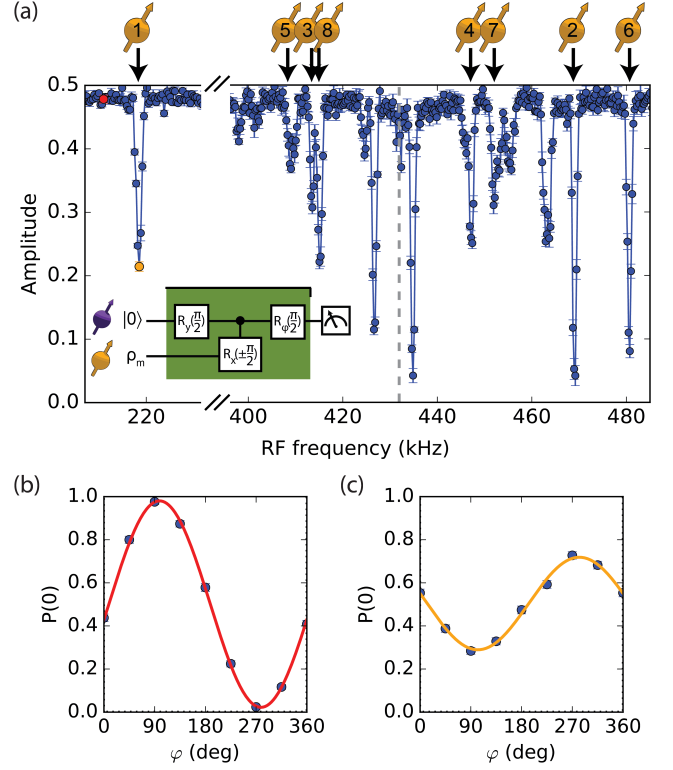 (a)
1 5 3 8 4 7 2 6
0.5
0.4
0.3
0.2
0.1
0.0
Amplitude
|0⟩ R_y(π/2) R_φ(π/2)
ρ_m R_x(±π/2)
220 400 420 440 460 480
RF frequency (kHz)
(b)
1.0
0.8
0.6
0.4
0.2
0.0
P(0)
0 90 180 270 360
φ (deg)
(c)
1.0
0.8
0.6
0.4
0.2
0.0
P(0)
0 90 180 270 360
φ (deg)